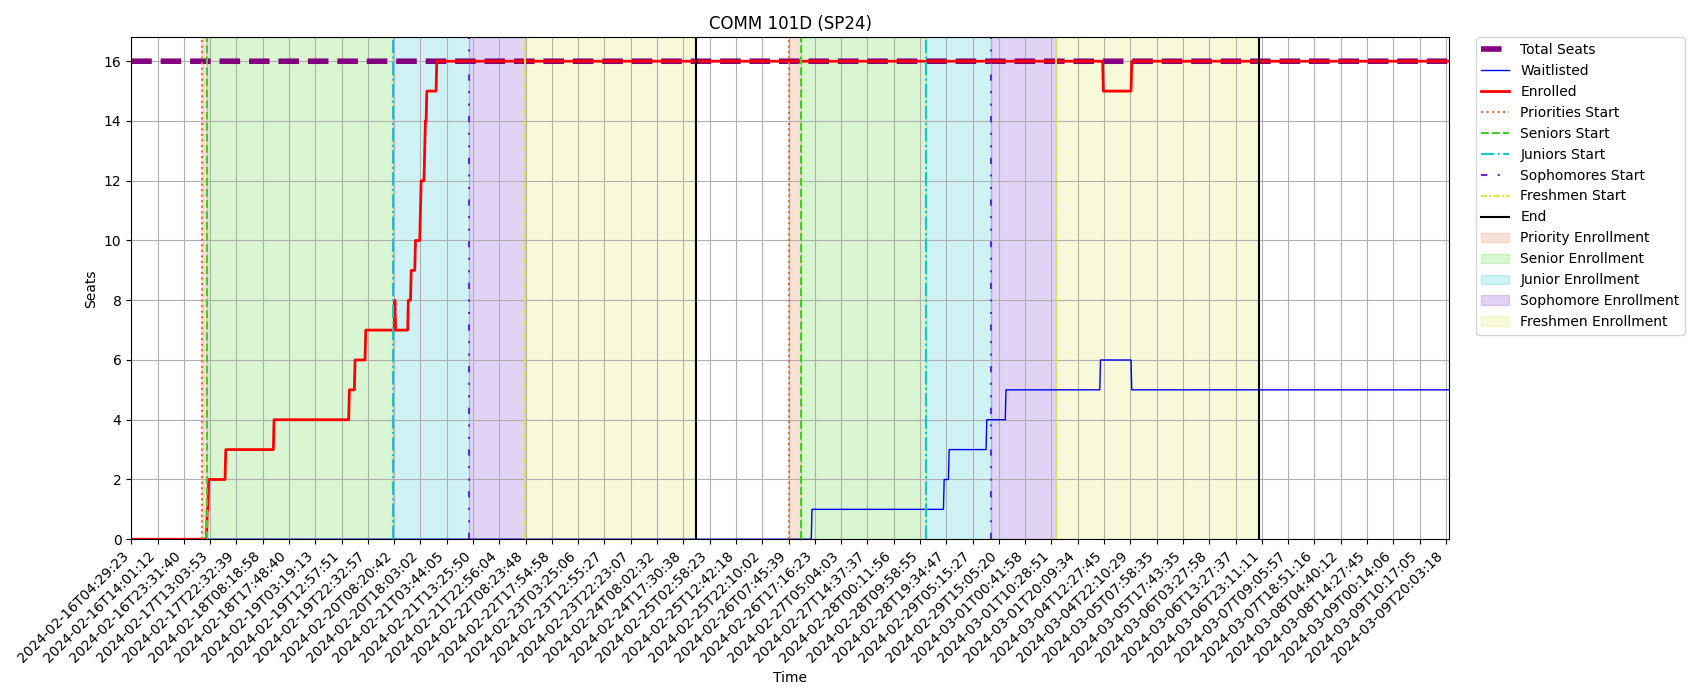 COMM 101D (SP24)
Seats
16
14
12
10
8
6
4
2
0
2024-02-16T04:29:23
2024-02-16T14:01:12
2024-02-16T23:31:40
2024-02-17T13:03:53
2024-02-17T22:32:39
2024-02-18T08:18:58
2024-02-18T17:48:40
2024-02-19T03:19:13
2024-02-19T12:57:51
2024-02-19T22:32:57
2024-02-20T08:20:42
2024-02-20T18:03:02
2024-02-21T03:44:05
2024-02-21T13:25:50
2024-02-21T22:56:04
2024-02-22T08:23:48
2024-02-22T17:54:58
2024-02-23T03:25:06
2024-02-23T12:55:27
2024-02-23T22:23:07
2024-02-24T08:02:32
2024-02-24T17:30:38
2024-02-25T02:58:23
2024-02-25T12:42:18
2024-02-25T22:10:02
2024-02-26T07:45:39
2024-02-26T17:16:23
2024-02-27T05:04:03
2024-02-27T14:37:37
2024-02-28T00:11:56
2024-02-28T09:58:55
2024-02-28T19:34:47
2024-02-29T05:15:27
2024-02-29T15:05:20
2024-03-01T00:41:58
2024-03-01T10:28:51
2024-03-01T20:09:34
2024-03-04T12:27:45
2024-03-04T22:10:29
2024-03-05T07:58:35
2024-03-05T17:43:35
2024-03-06T03:27:58
2024-03-06T13:27:37
2024-03-06T23:11:11
2024-03-07T09:05:57
2024-03-07T18:51:16
2024-03-08T04:40:12
2024-03-08T14:27:45
2024-03-09T00:14:06
2024-03-09T10:17:05
2024-03-09T20:03:18
Time
Total Seats
Waitlisted
Enrolled
Priorities Start
Seniors Start
Juniors Start
Sophomores Start
Freshmen Start
End
Priority Enrollment
Senior Enrollment
Junior Enrollment
Sophomore Enrollment
Freshmen Enrollment